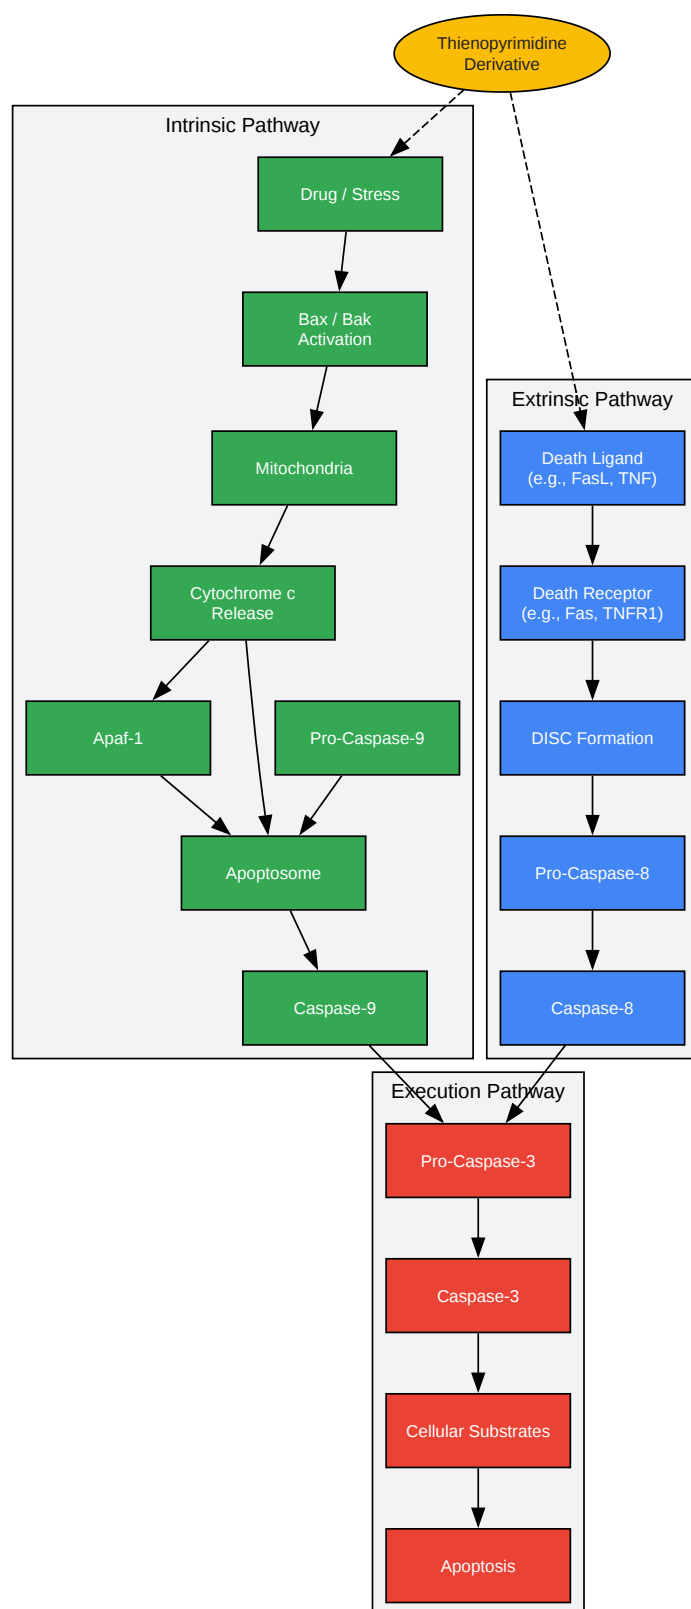 Thienopyrimidine
Derivative
Intrinsic Pathway
Drug / Stress
Bax / Bak
Activation
Mitochondria
Cytochrome c
Release
Apaf-1
Pro-Caspase-9
Apoptosome
Caspase-9
Extrinsic Pathway
Death Ligand
(e.g., FasL, TNF)
Death Receptor
(e.g., Fas, TNFR1)
DISC Formation
Pro-Caspase-8
Caspase-8
Execution Pathway
Pro-Caspase-3
Caspase-3
Cellular Substrates
Apoptosis